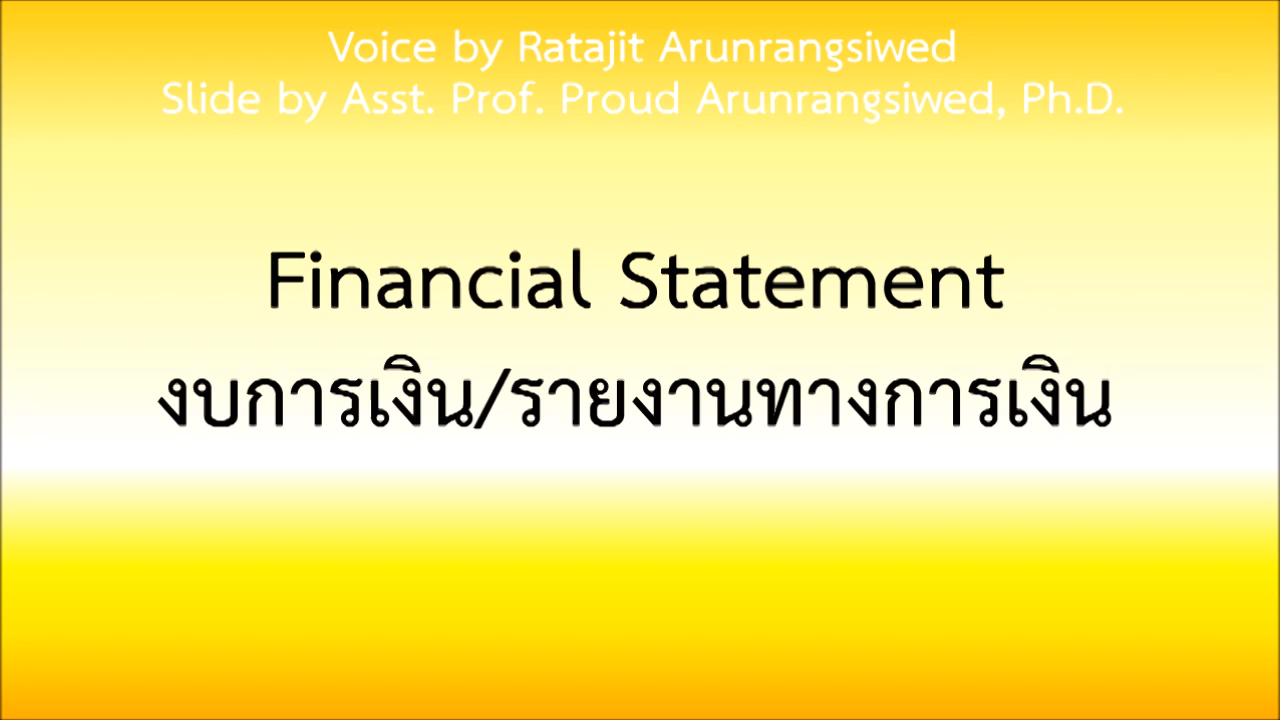 Voice by Ratajit Arunrangsiwed
Slide by Asst. Prof. Proud Arunrangsiwed, Ph.D.
Financial Statement
งบการเงิน/รายงานทางการเงิน